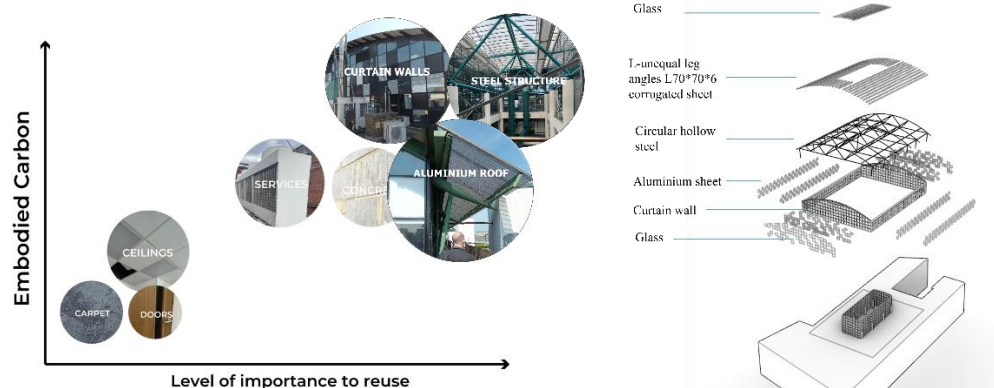 Embodied Carbon
CURTAIN WALLS
STEEL STRUCTURE
ALUMINIUM ROOF
SERVICES
CEILINGS
CARPET
DOORS
Level of importance to reuse
Glass
L-unequal leg
angles L70*70*6
corrugated sheet
Circular hollow
steel
Aluminium sheet
Curtain wall
Glass